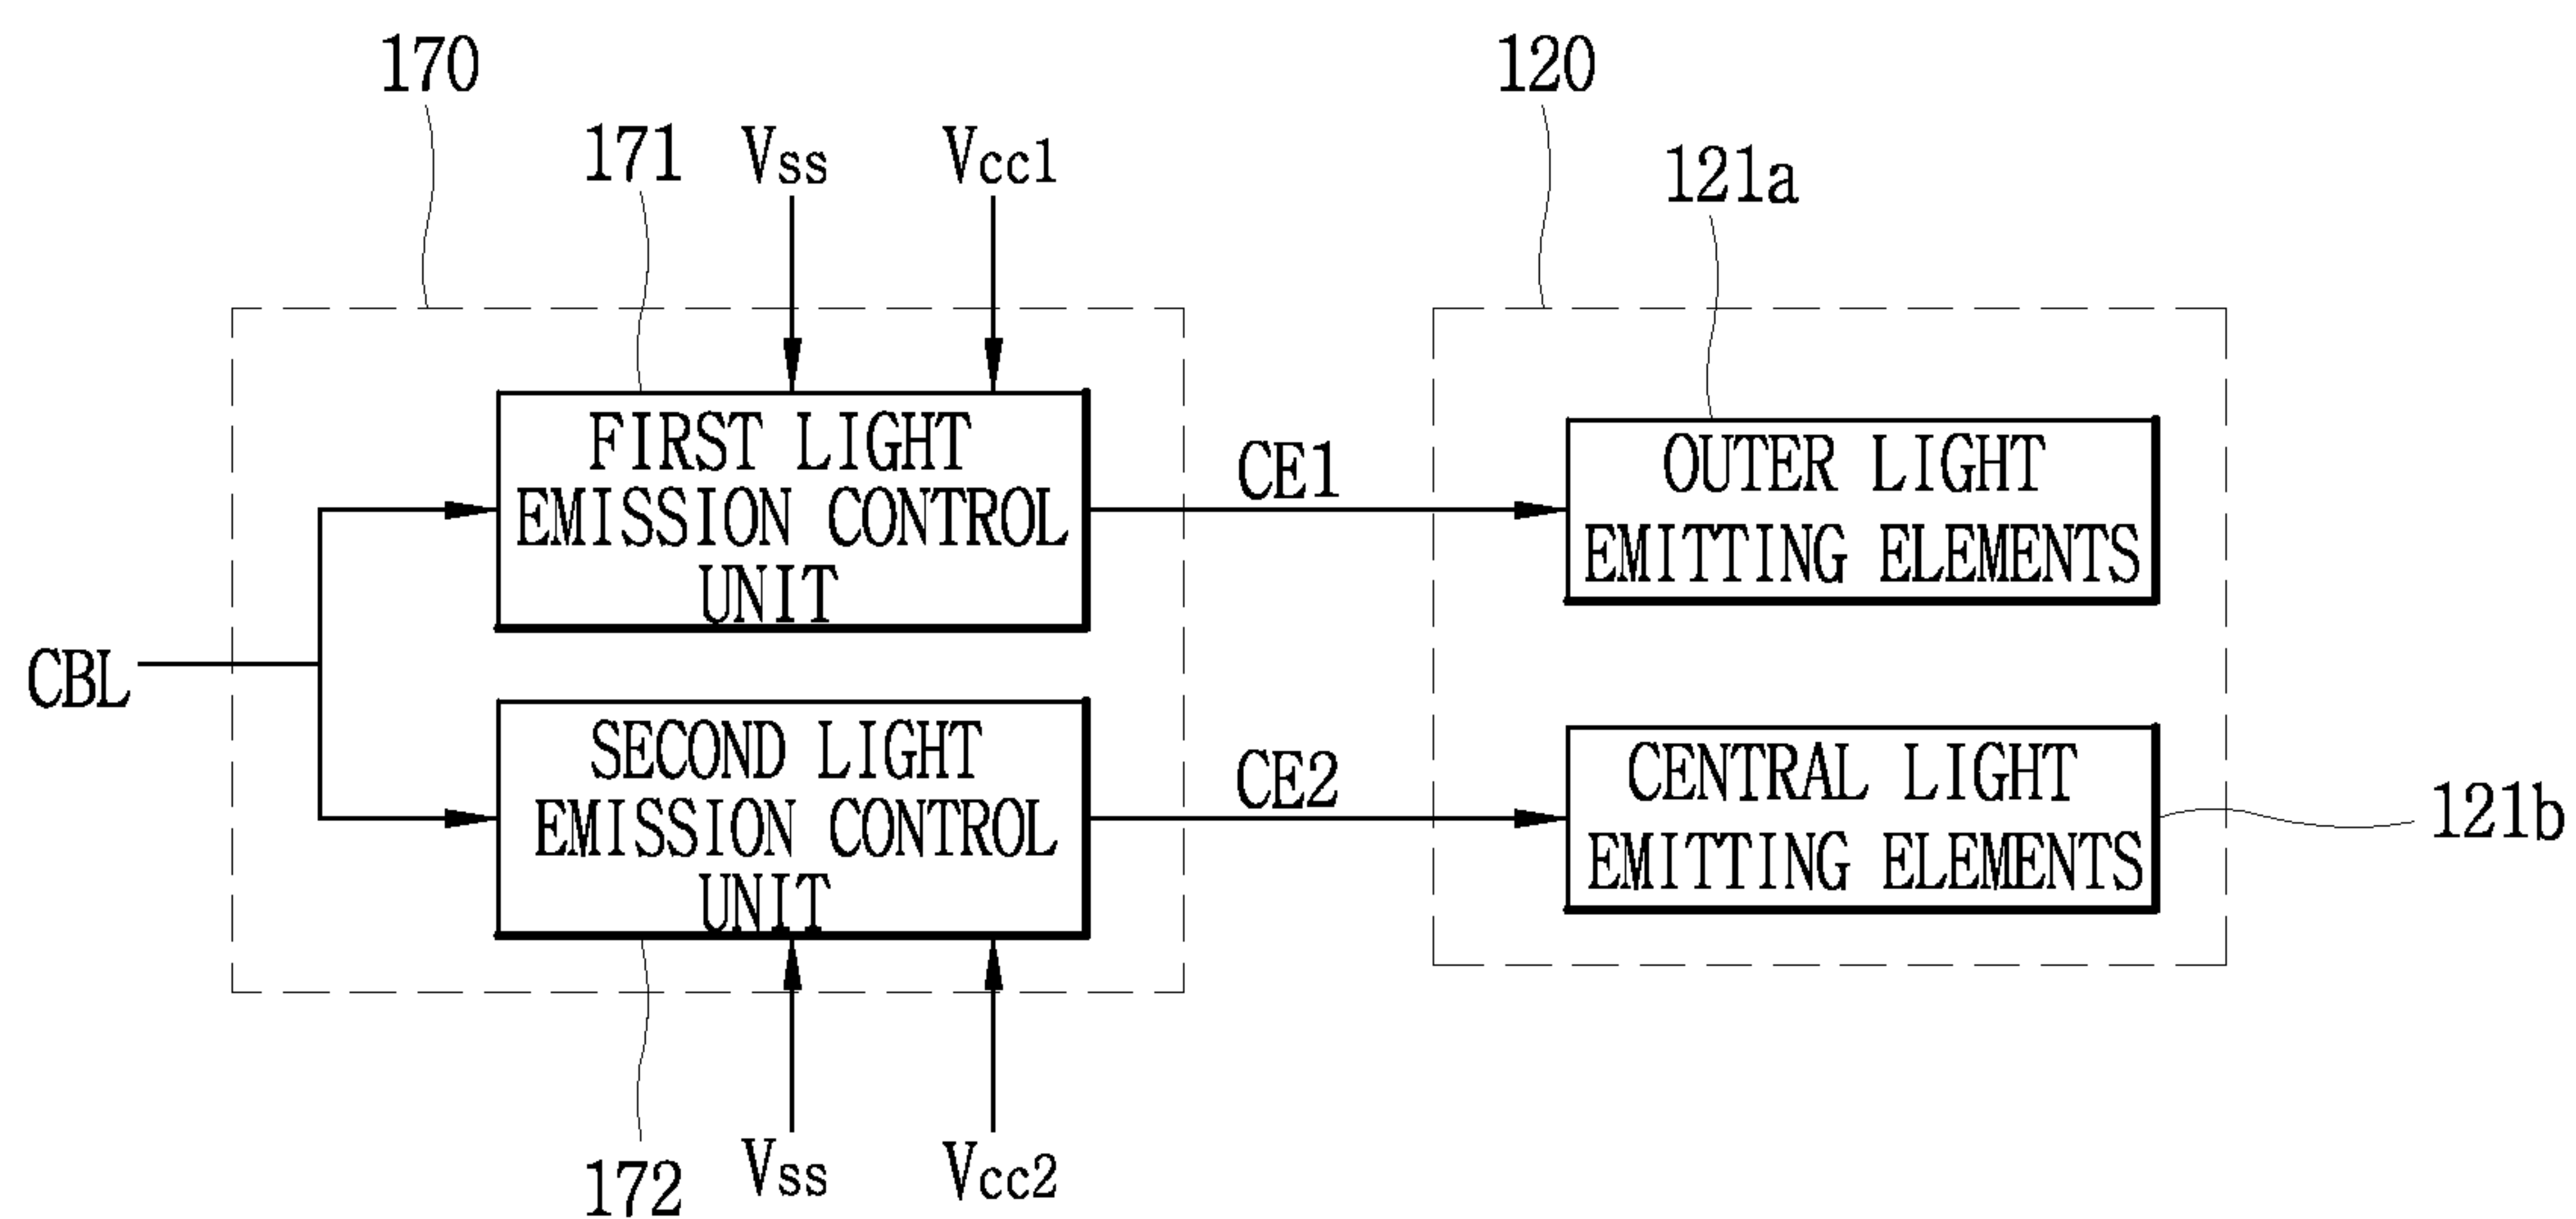 170
120
171
Vss
Vcc1
121a
FIRST LIGHT
EMISSION CONTROL
UNIT
CE1
OUTER LIGHT
EMITTING ELEMENTS
CBL
SECOND LIGHT
EMISSION CONTROL
UNIT
CE2
CENTRAL LIGHT
EMITTING ELEMENTS
121b
172
Vss
Vcc2